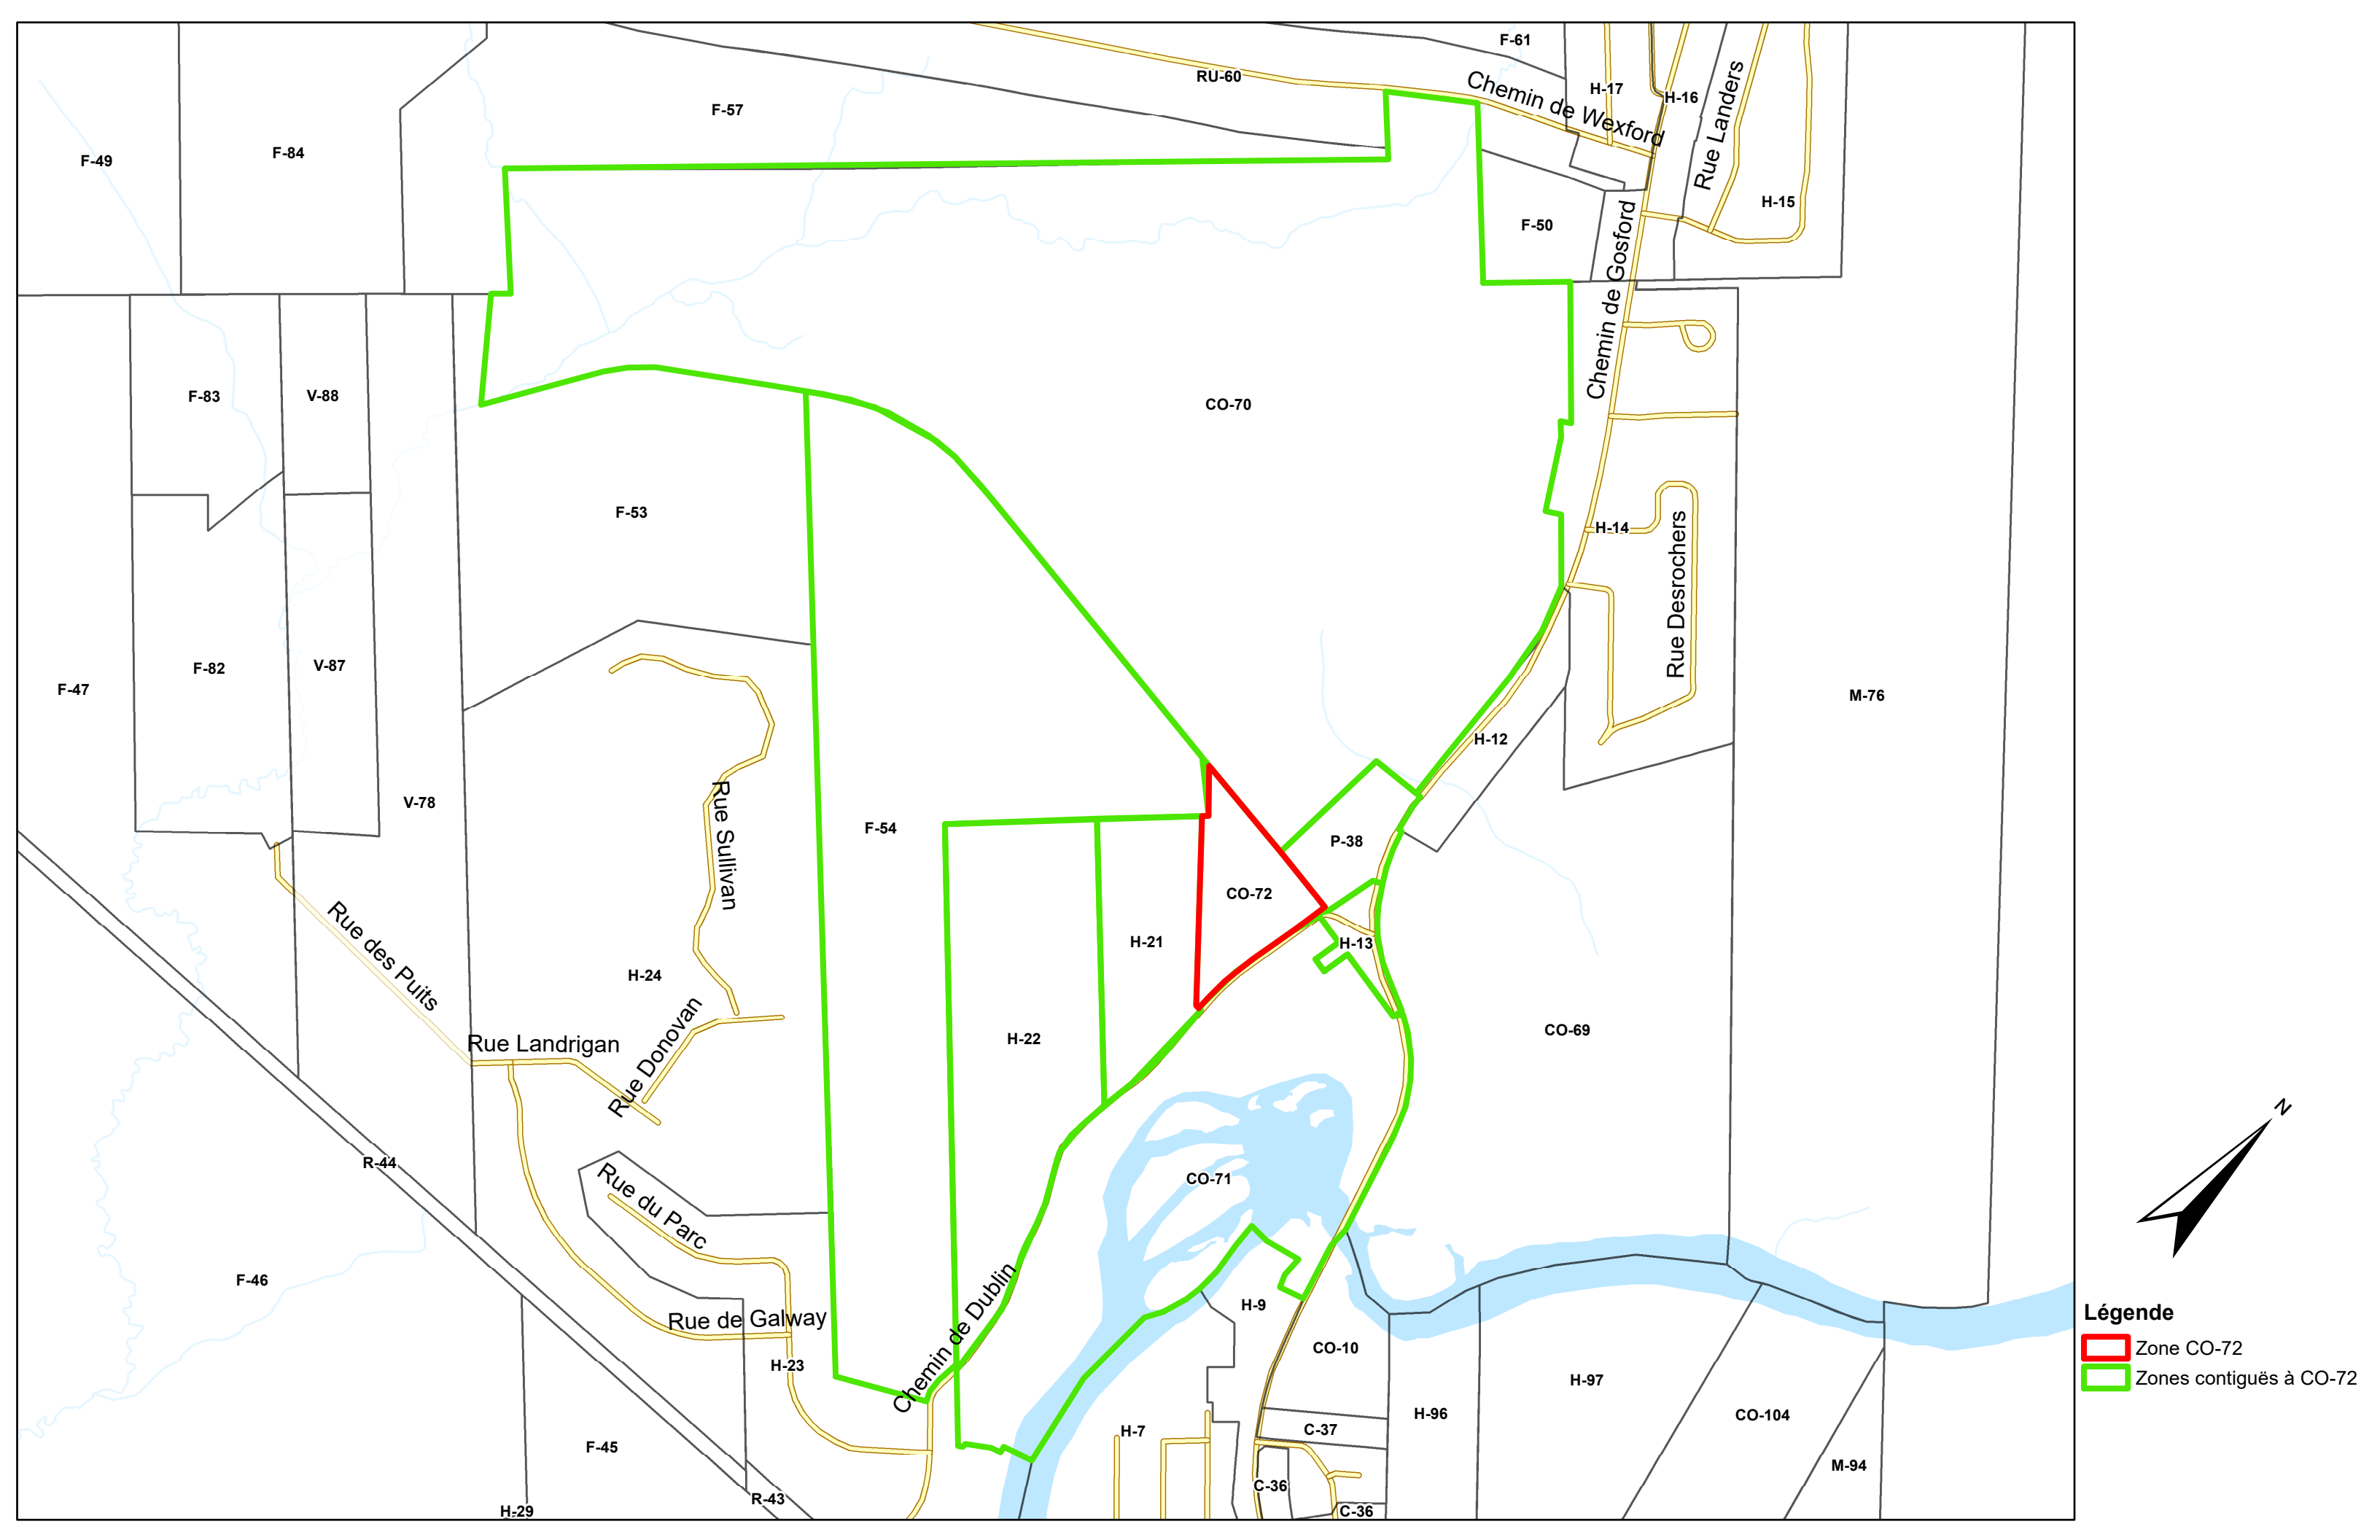 F-61
RU-60
Chemin de Wexford
H-17
H-16
Rue Landers
F-57
F-84
F-49
H-15
F-50
Chemin de Gosford
F-83
V-88
CO-70
F-53
H-14
Rue Desrochers
F-82
V-87
F-47
M-76
H-12
V-78
Rue Sullivan
F-54
P-38
CO-72
H-21
H-13
Rue des Puits
H-24
CO-69
H-22
Rue Landrigan
Rue Donovan
N
R-44
CO-71
Rue du Parc
F-46
Chemin de Dublin
H-9
Rue de Galway
H-23
CO-10
H-97
H-96
CO-104
C-37
H-7
F-45
M-94
C-36
R-43
H-29
C-36
Légende
Zone CO-72
Zones contiguës à CO-72